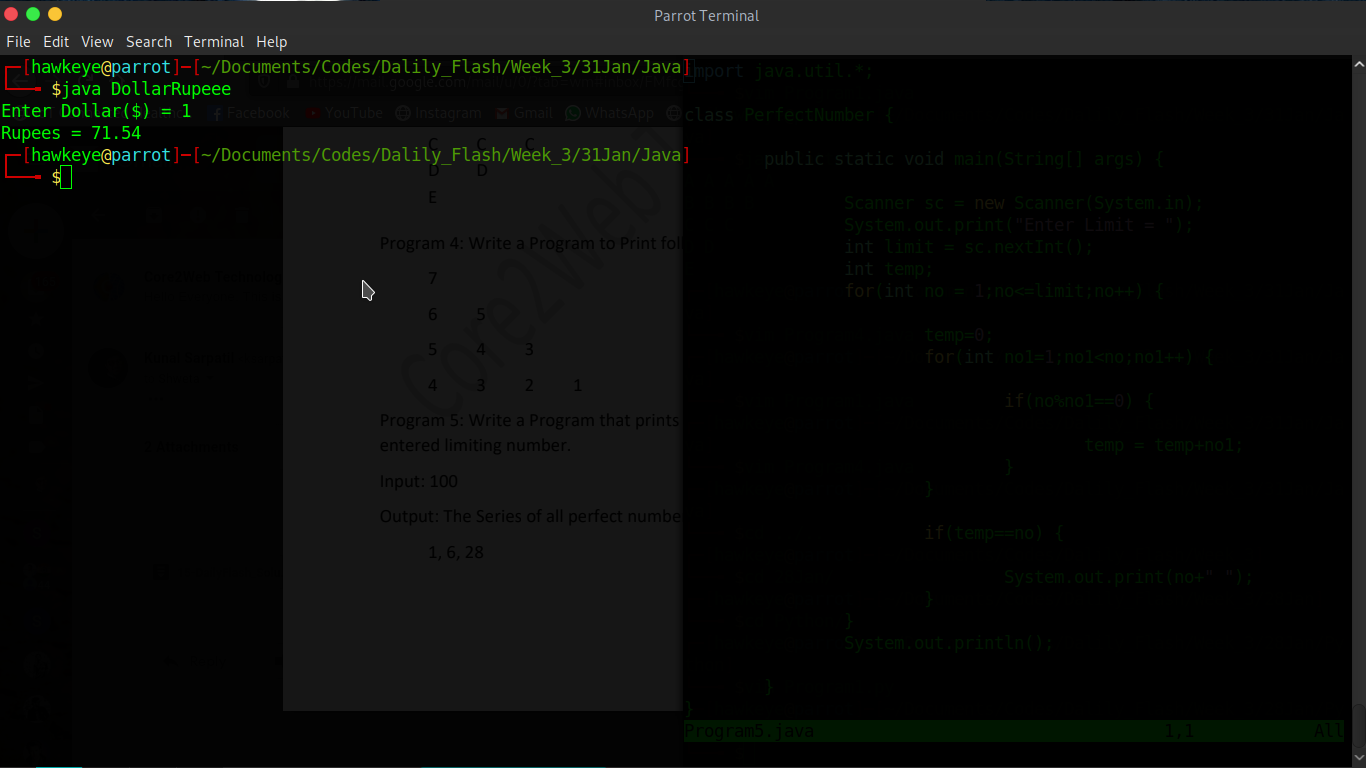 Parrot Terminal
File Edit View Search Terminal Help
┌─[hawkeye@parrot]─[~/Documents/Codes/Dalily_Flash/Week_3/31Jan/Java]
└──╼ $java DollarRupeee
Enter Dollar($) = 1
Rupees = 71.54
┌─[hawkeye@parrot]─[~/Documents/Codes/Dalily_Flash/Week_3/31Jan/Java]
└──╼ $
Facebook YouTube Instagram Gmail WhatsApp
C C C
D D
E
Core2Web
Program 4: Write a Program to Print fol
7
6 5
5 4 3
4 3 2 1
Program 5: Write a Program that prints
entered limiting number.
Input: 100
Output: The Series of all perfect numbe
1, 6, 28
import java.util.*;
class PerfectNumber {
public static void main(String[] args) {
Scanner sc = new Scanner(System.in);
System.out.print("Enter Limit = ");
int limit = sc.nextInt();
int temp;
for(int no = 1;no<=limit;no++) {
temp=0;
for(int no1=1;no1<no;no1++) {
if(no%no1==0) {
temp = temp+no1;
}
}
if(temp==no) {
System.out.print(no+" ");
}
}
System.out.println();
}
}
Program5.java 1,1 All